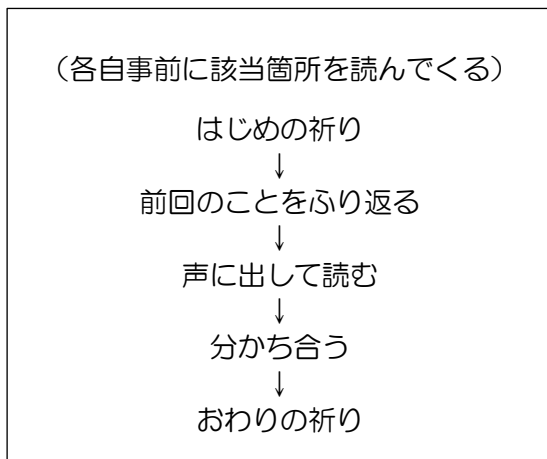 （各自事前に該当箇所を読んでくる）
はじめの祈り
↓
前回のことをふり返る
↓
声に出して読む
↓
分かち合う
↓
おわりの祈り